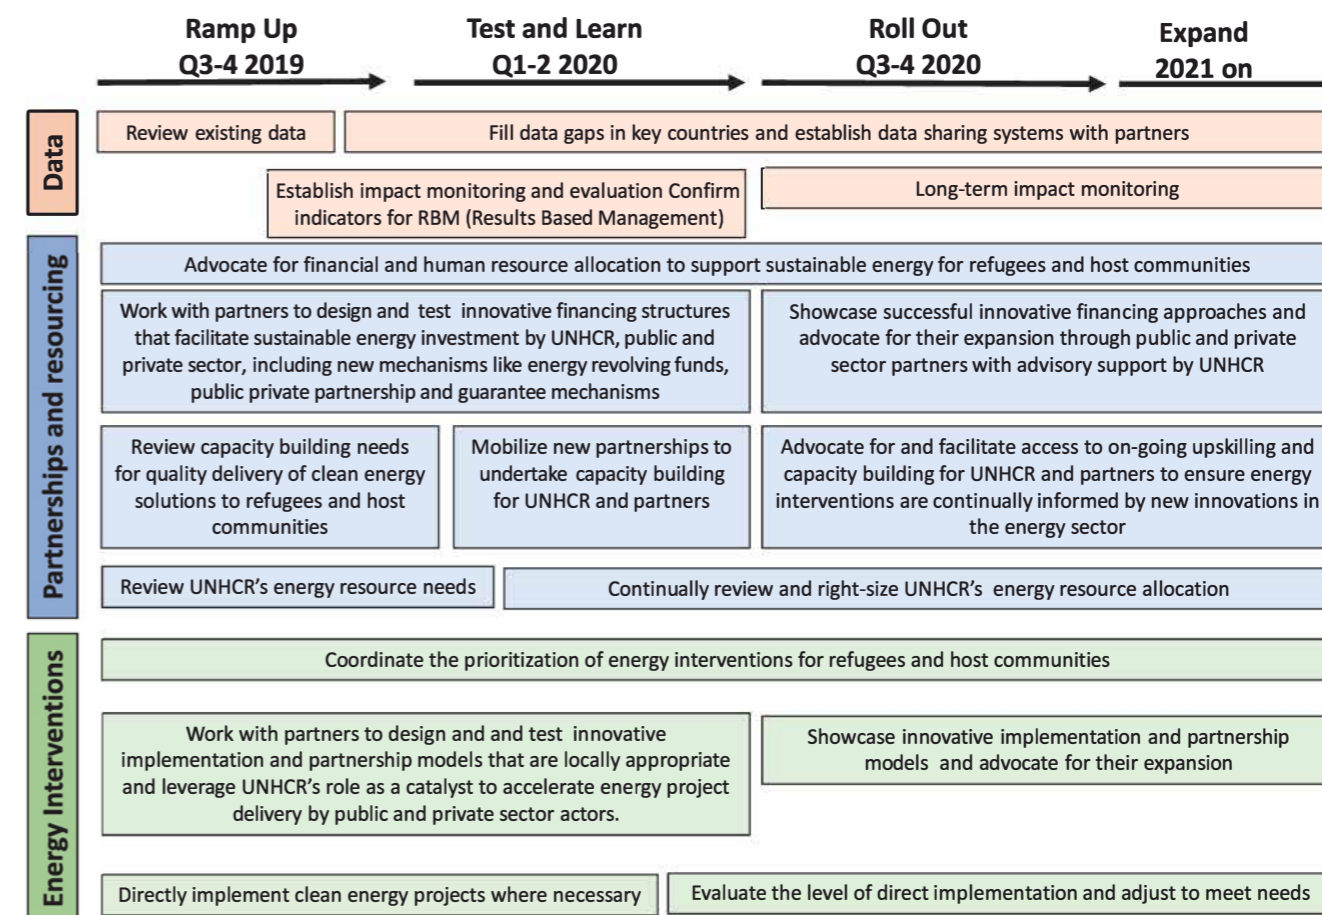 Ramp Up
Q3-4 2019
Test and Learn
Q1-2 2020
Roll Out
Q3-4 2020
Expand
2021 on
Data
Review existing data
Fill data gaps in key countries and establish data sharing systems with partners
Establish impact monitoring and evaluation Confirm
indicators for RBM (Results Based Management)
Long-term impact monitoring
Partnerships and resourcing
Advocate for financial and human resource allocation to support sustainable energy for refugees and host communities
Work with partners to design and test innovative financing structures
that facilitate sustainable energy investment by UNHCR, public and
private sector, including new mechanisms like energy revolving funds,
public private partnership and guarantee mechanisms
Showcase successful innovative financing approaches and
advocate for their expansion through public and private
sector partners with advisory support by UNHCR
Review capacity building needs
for quality delivery of clean energy
solutions to refugees and host
communities
Mobilize new partnerships to
undertake capacity building
for UNHCR and partners
Advocate for and facilitate access to on-going upskilling and
capacity building for UNHCR and partners to ensure energy
interventions are continually informed by new innovations in
the energy sector
Review UNHCR's energy resource needs
Continually review and right-size UNHCR's energy resource allocation
Energy Interventions
Coordinate the prioritization of energy interventions for refugees and host communities
Work with partners to design and and test innovative
implementation and partnership models that are locally appropriate
and leverage UNHCR's role as a catalyst to accelerate energy project
delivery by public and private sector actors.
Showcase innovative implementation and partnership
models and advocate for their expansion
Directly implement clean energy projects where necessary
Evaluate the level of direct implementation and adjust to meet needs